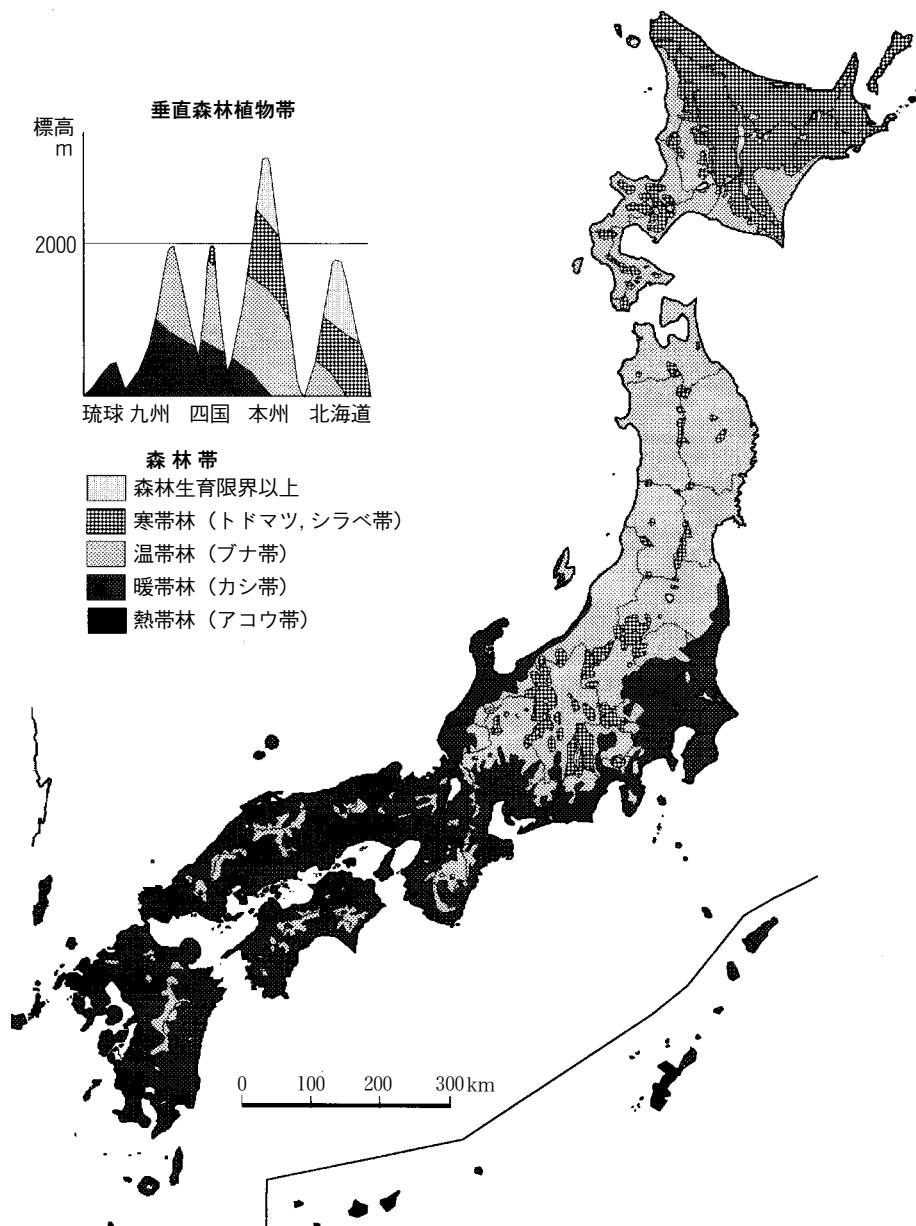 垂直森林植物帯
標高
m
2000
琉球 九州 四国 本州 北海道
森林帯
森林生育限界以上
寒帯林（トドマツ, シラベ帯）
温帯林（ブナ帯）
暖帯林（カシ帯）
熱帯林（アコウ帯）
0 100 200 300km